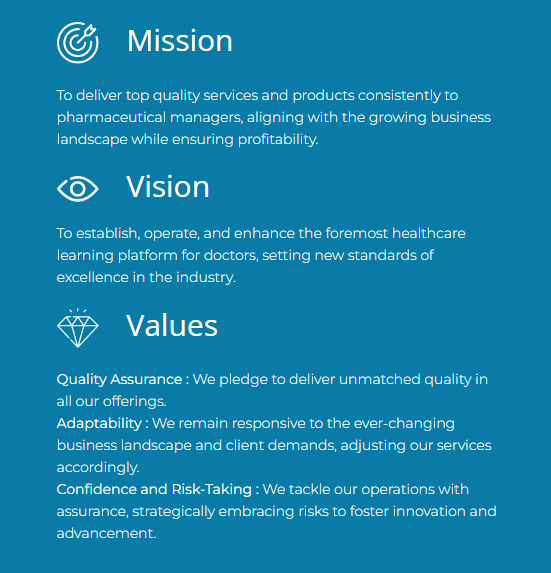 Mission
To deliver top quality services and products consistently to
pharmaceutical managers, aligning with the growing business
landscape while ensuring profitability.
Vision
To establish, operate, and enhance the foremost healthcare
learning platform for doctors, setting new standards of
excellence in the industry.
Values
Quality Assurance : We pledge to deliver unmatched quality in
all our offerings.
Adaptability : We remain responsive to the ever-changing
business landscape and client demands, adjusting our services
accordingly.
Confidence and Risk-Taking : We tackle our operations with
assurance, strategically embracing risks to foster innovation and
advancement.